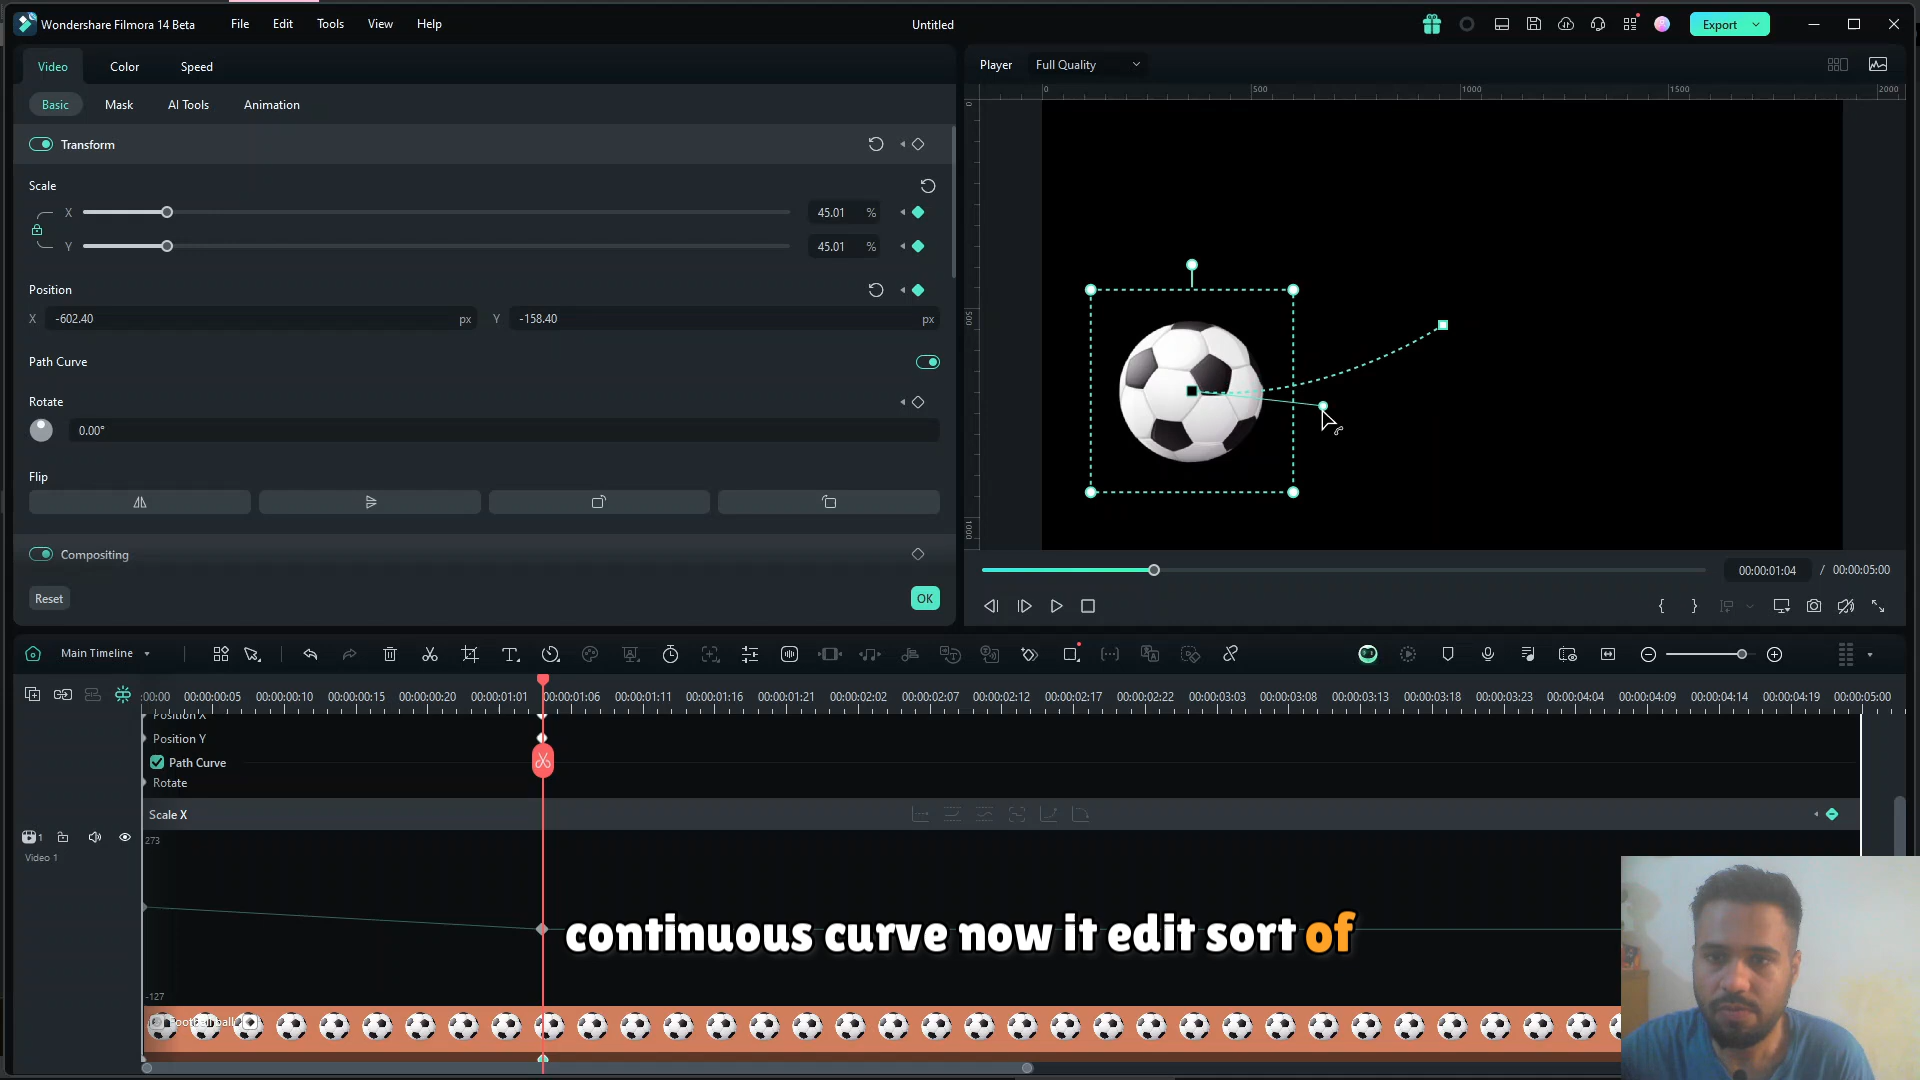 Wondershare Filmora 14 Beta File Edit Tools View Help Untitled Export
Video Color Speed
Player Full Quality
Basic Mask AI Tools Animation
0 500 1000 1500 2000
Transform
Scale
X 45.01 %
Y 45.01 %
Position
X -602.40 px Y -158.40 px
Path Curve
Rotate
0.00°
Flip
Compositing
Reset OK
0
500
1000
00:00:01:04 / 00:00:05:00
Main Timeline
:00:00 00:00:00:05 00:00:00:10 00:00:00:15 00:00:00:20 00:00:01:01 00:00:01:06 00:00:01:11 00:00:01:16 00:00:01:21 00:00:02:02 00:00:02:07 00:00:02:12 00:00:02:17 00:00:02:22 00:00:03:03 00:00:03:08 00:00:03:13 00:00:03:18 00:00:03:23 00:00:04:04 00:00:04:09 00:00:04:14 00:00:04:19 00:00:05:00
Position X
Position Y
Path Curve
Rotate
Scale X
273
1
Video 1
continuous curve now it edit sort of
-127